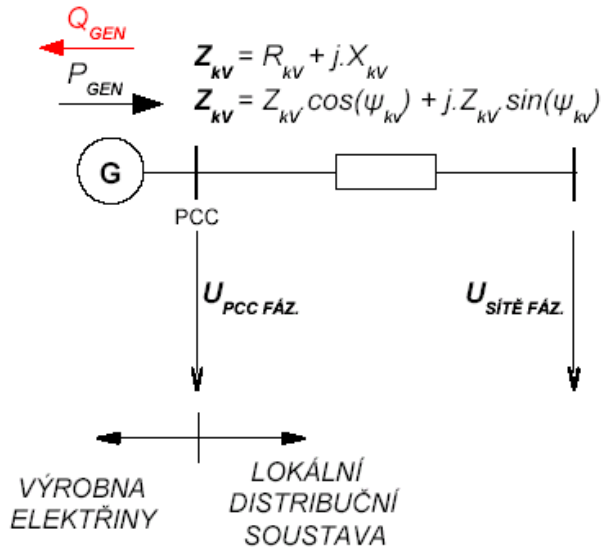 Q_GEN
P_GEN
Z_kV = R_kV + j.X_kV
Z_kV = Z_kV.cos(ψ_kv) + j.Z_kV.sin(ψ_kv)
G
PCC
U_PCC FÁZ.
U_SÍTĚ FÁZ.
VÝROBNA
ELEKTŘINY
LOKÁLNÍ
DISTRIBUČNÍ
SOUSTAVA